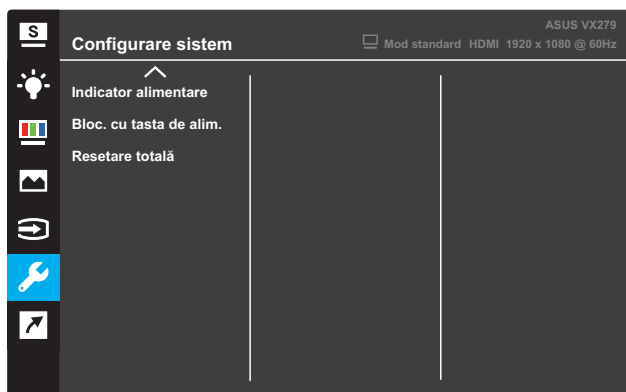 S
ASUS VX279
Configurare sistem
Mod standard HDMI 1920 x 1080 @ 60Hz
Indicator alimentare
Bloc. cu tasta de alim.
Resetare totală